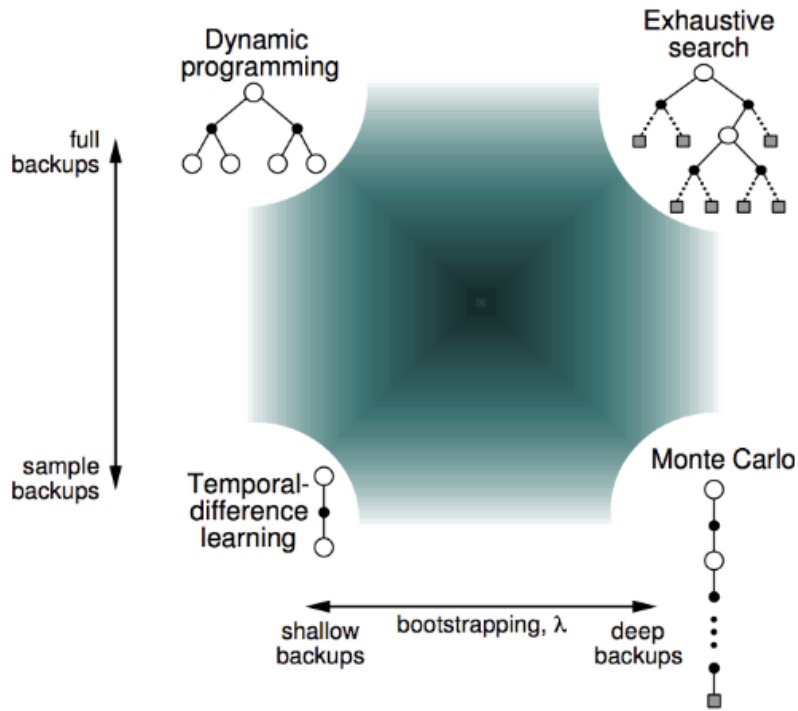 Dynamic
programming
Exhaustive
search
full
backups
sample
backups
Temporal-
difference
learning
Monte Carlo
bootstrapping, λ
shallow
backups
deep
backups